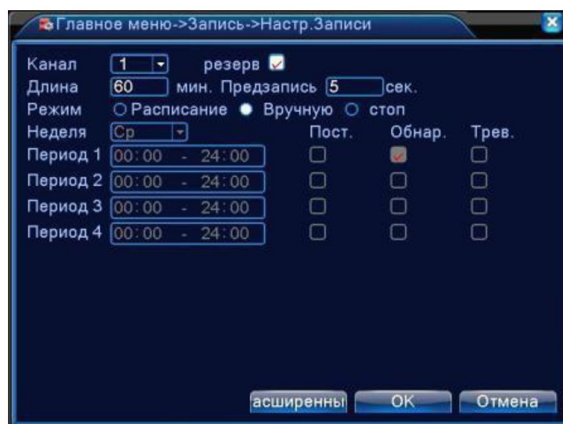 Главное меню->Запись->Настр.Записи
Канал 1 резерв
Длина 60 мин. Предзапись 5 сек.
Режим Расписание Вручную стоп
Неделя Ср Пост. Обнар. Трев.
Период 1 00:00 - 24:00
Период 2 00:00 - 24:00
Период 3 00:00 - 24:00
Период 4 00:00 - 24:00
асширенны OK Отмена